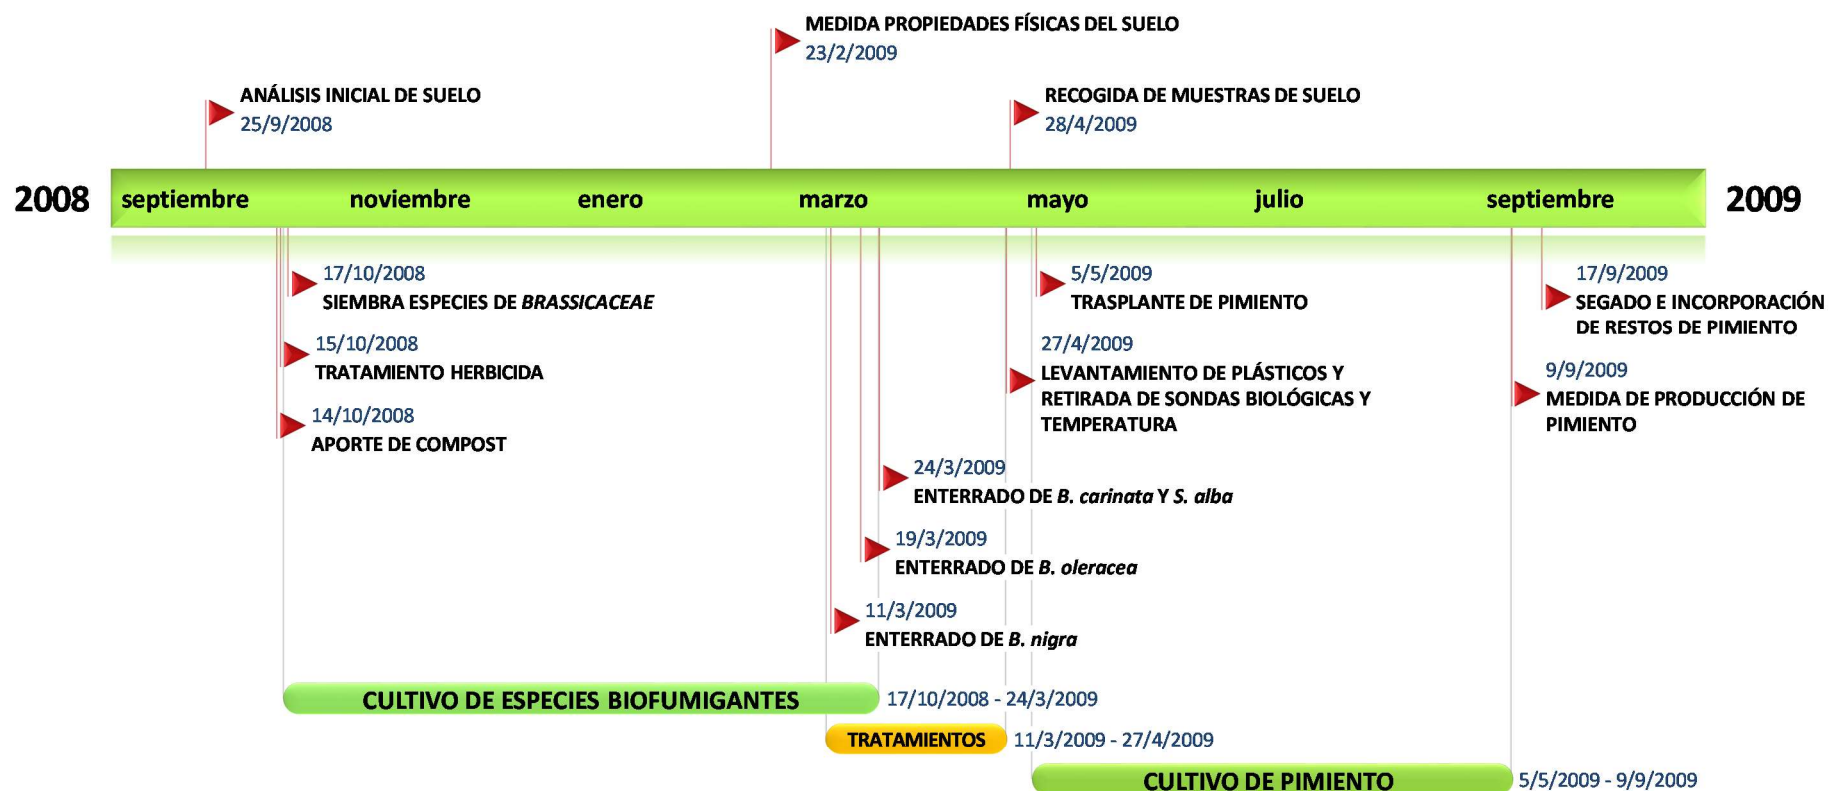 MEDIDA PROPIEDADES FÍSICAS DEL SUELO
23/2/2009
ANÁLISIS INICIAL DE SUELO
25/9/2008
RECOGIDA DE MUESTRAS DE SUELO
28/4/2009
2008 septiembre noviembre enero marzo mayo julio septiembre 2009
17/10/2008
SIEMBRA ESPECIES DE BRASSICACEAE
15/10/2008
TRATAMIENTO HERBICIDA
14/10/2008
APORTE DE COMPOST
5/5/2009
TRASPLANTE DE PIMIENTO
27/4/2009
LEVANTAMIENTO DE PLÁSTICOS Y
RETIRADA DE SONDAS BIOLÓGICAS Y
TEMPERATURA
17/9/2009
SEGADO E INCORPORACIÓN
DE RESTOS DE PIMIENTO
9/9/2009
MEDIDA DE PRODUCCIÓN DE
PIMIENTO
24/3/2009
ENTERRADO DE B. carinata Y S. alba
19/3/2009
ENTERRADO DE B. oleracea
11/3/2009
ENTERRADO DE B. nigra
CULTIVO DE ESPECIES BIOFUMIGANTES 17/10/2008 - 24/3/2009
TRATAMIENTOS 11/3/2009 - 27/4/2009
CULTIVO DE PIMIENTO 5/5/2009 - 9/9/2009